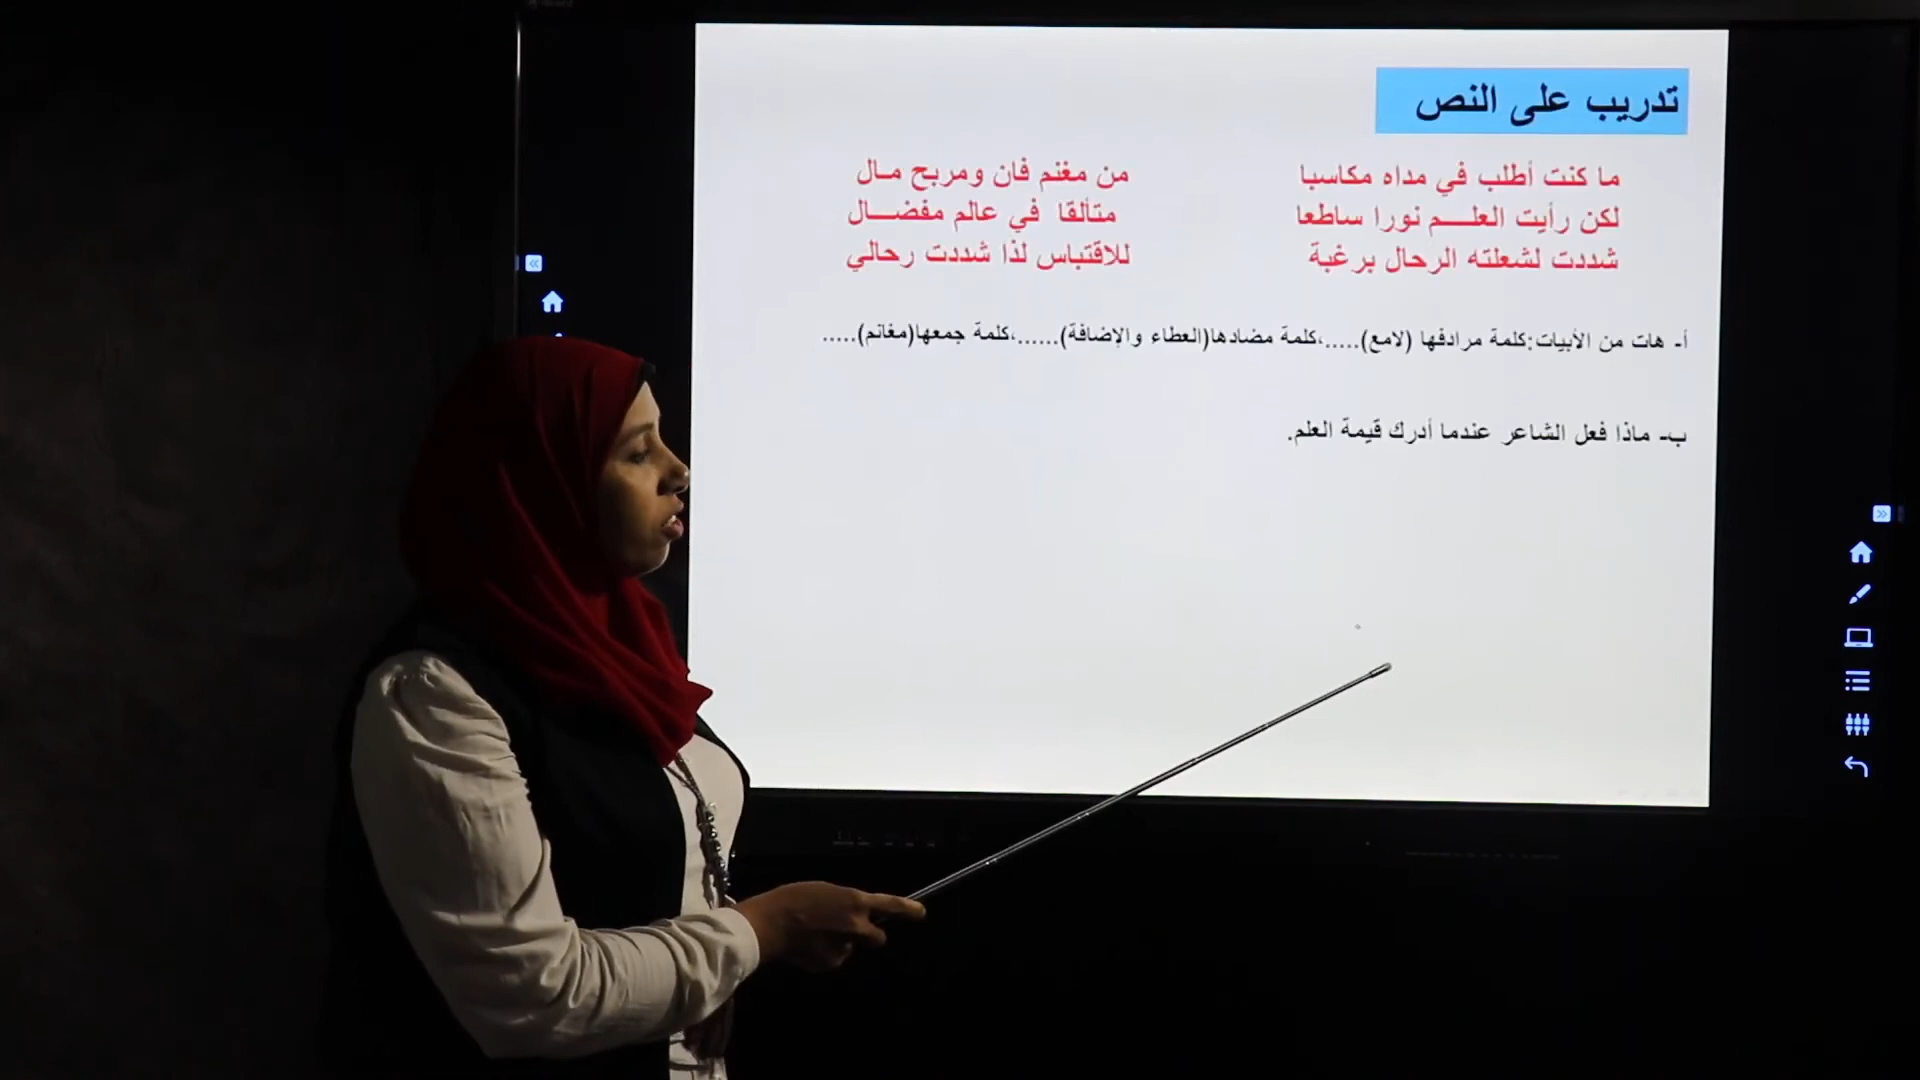 تدريب على النص
ما كنت أطلب في مداه مكاسبا من مغنم فان ومربح مـال
لكن رأيت العلـــم نورا ساطعا متألقا في عالم مفضـــال
شددت لشعلته الرحال برغبة للاقتباس لذا شددت رحالي
أ- هات من الأبيات:كلمة مرادفها (لامع).....،كلمة مضادها(العطاء والإضافة)......،كلمة جمعها(مغانم).....
ب- ماذا فعل الشاعر عندما أدرك قيمة العلم.